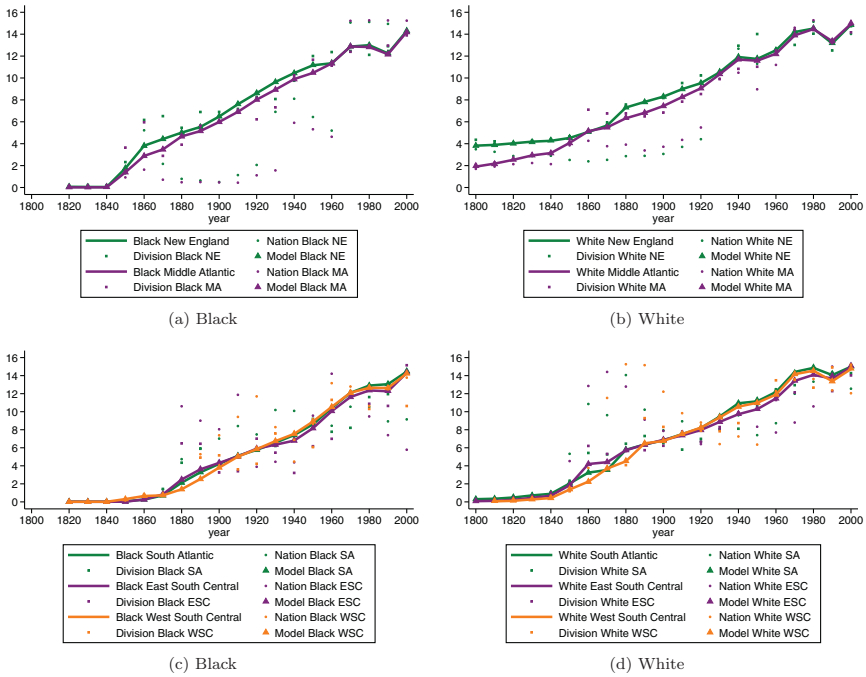 16
14
12
10
8
6
4
2
0
1800 1820 1840 1860 1880 1900 1920 1940 1960 1980 2000
year
Black New England Nation Black NE
Division Black NE Model Black NE
Black Middle Atlantic Nation Black MA
Division Black MA Model Black MA
(a) Black
16
14
12
10
8
6
4
2
0
1800 1820 1840 1860 1880 1900 1920 1940 1960 1980 2000
year
White New England Nation White NE
Division White NE Model White NE
White Middle Atlantic Nation White MA
Division White MA Model White MA
(b) White
16
14
12
10
8
6
4
2
0
1800 1820 1840 1860 1880 1900 1920 1940 1960 1980 2000
year
Black South Atlantic Nation Black SA
Division Black SA Model Black SA
Black East South Central Nation Black ESC
Division Black ESC Model Black ESC
Black West South Central Nation Black WSC
Division Black WSC Model Black WSC
(c) Black
16
14
12
10
8
6
4
2
0
1800 1820 1840 1860 1880 1900 1920 1940 1960 1980 2000
year
White South Atlantic Nation White SA
Division White SA Model White SA
White East South Central Nation White ESC
Division White ESC Model White ESC
White West South Central Nation White WSC
Division White WSC Model White WSC
(d) White